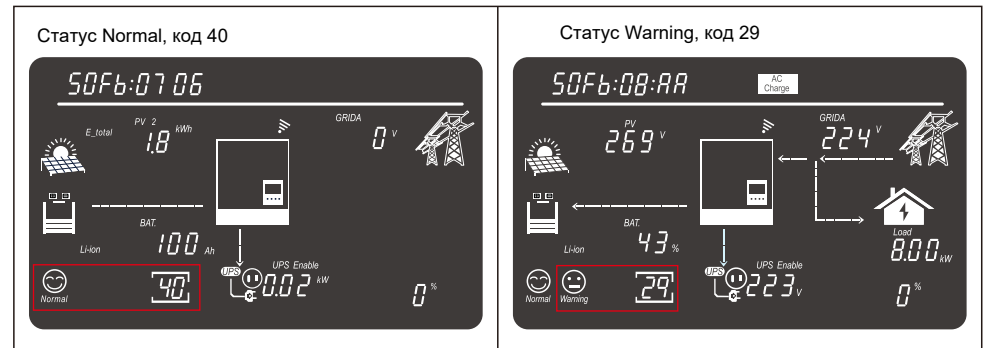 Статус Normal, код 40
S0Fb:07 06
E_total
PV 2
1.8 kWh
GRIDA
0 V
BAT.
Li-ion
100 Ah
Normal
40
UPS
UPS Enable
0.02 kW
0 %
Статус Warning, код 29
S0Fb:08:AA
AC
Charge
PV
269 V
GRIDA
224 V
BAT.
Li-ion
43 %
Load
8.00 kW
Normal
Warning
29
UPS
UPS Enable
223 V
0 %